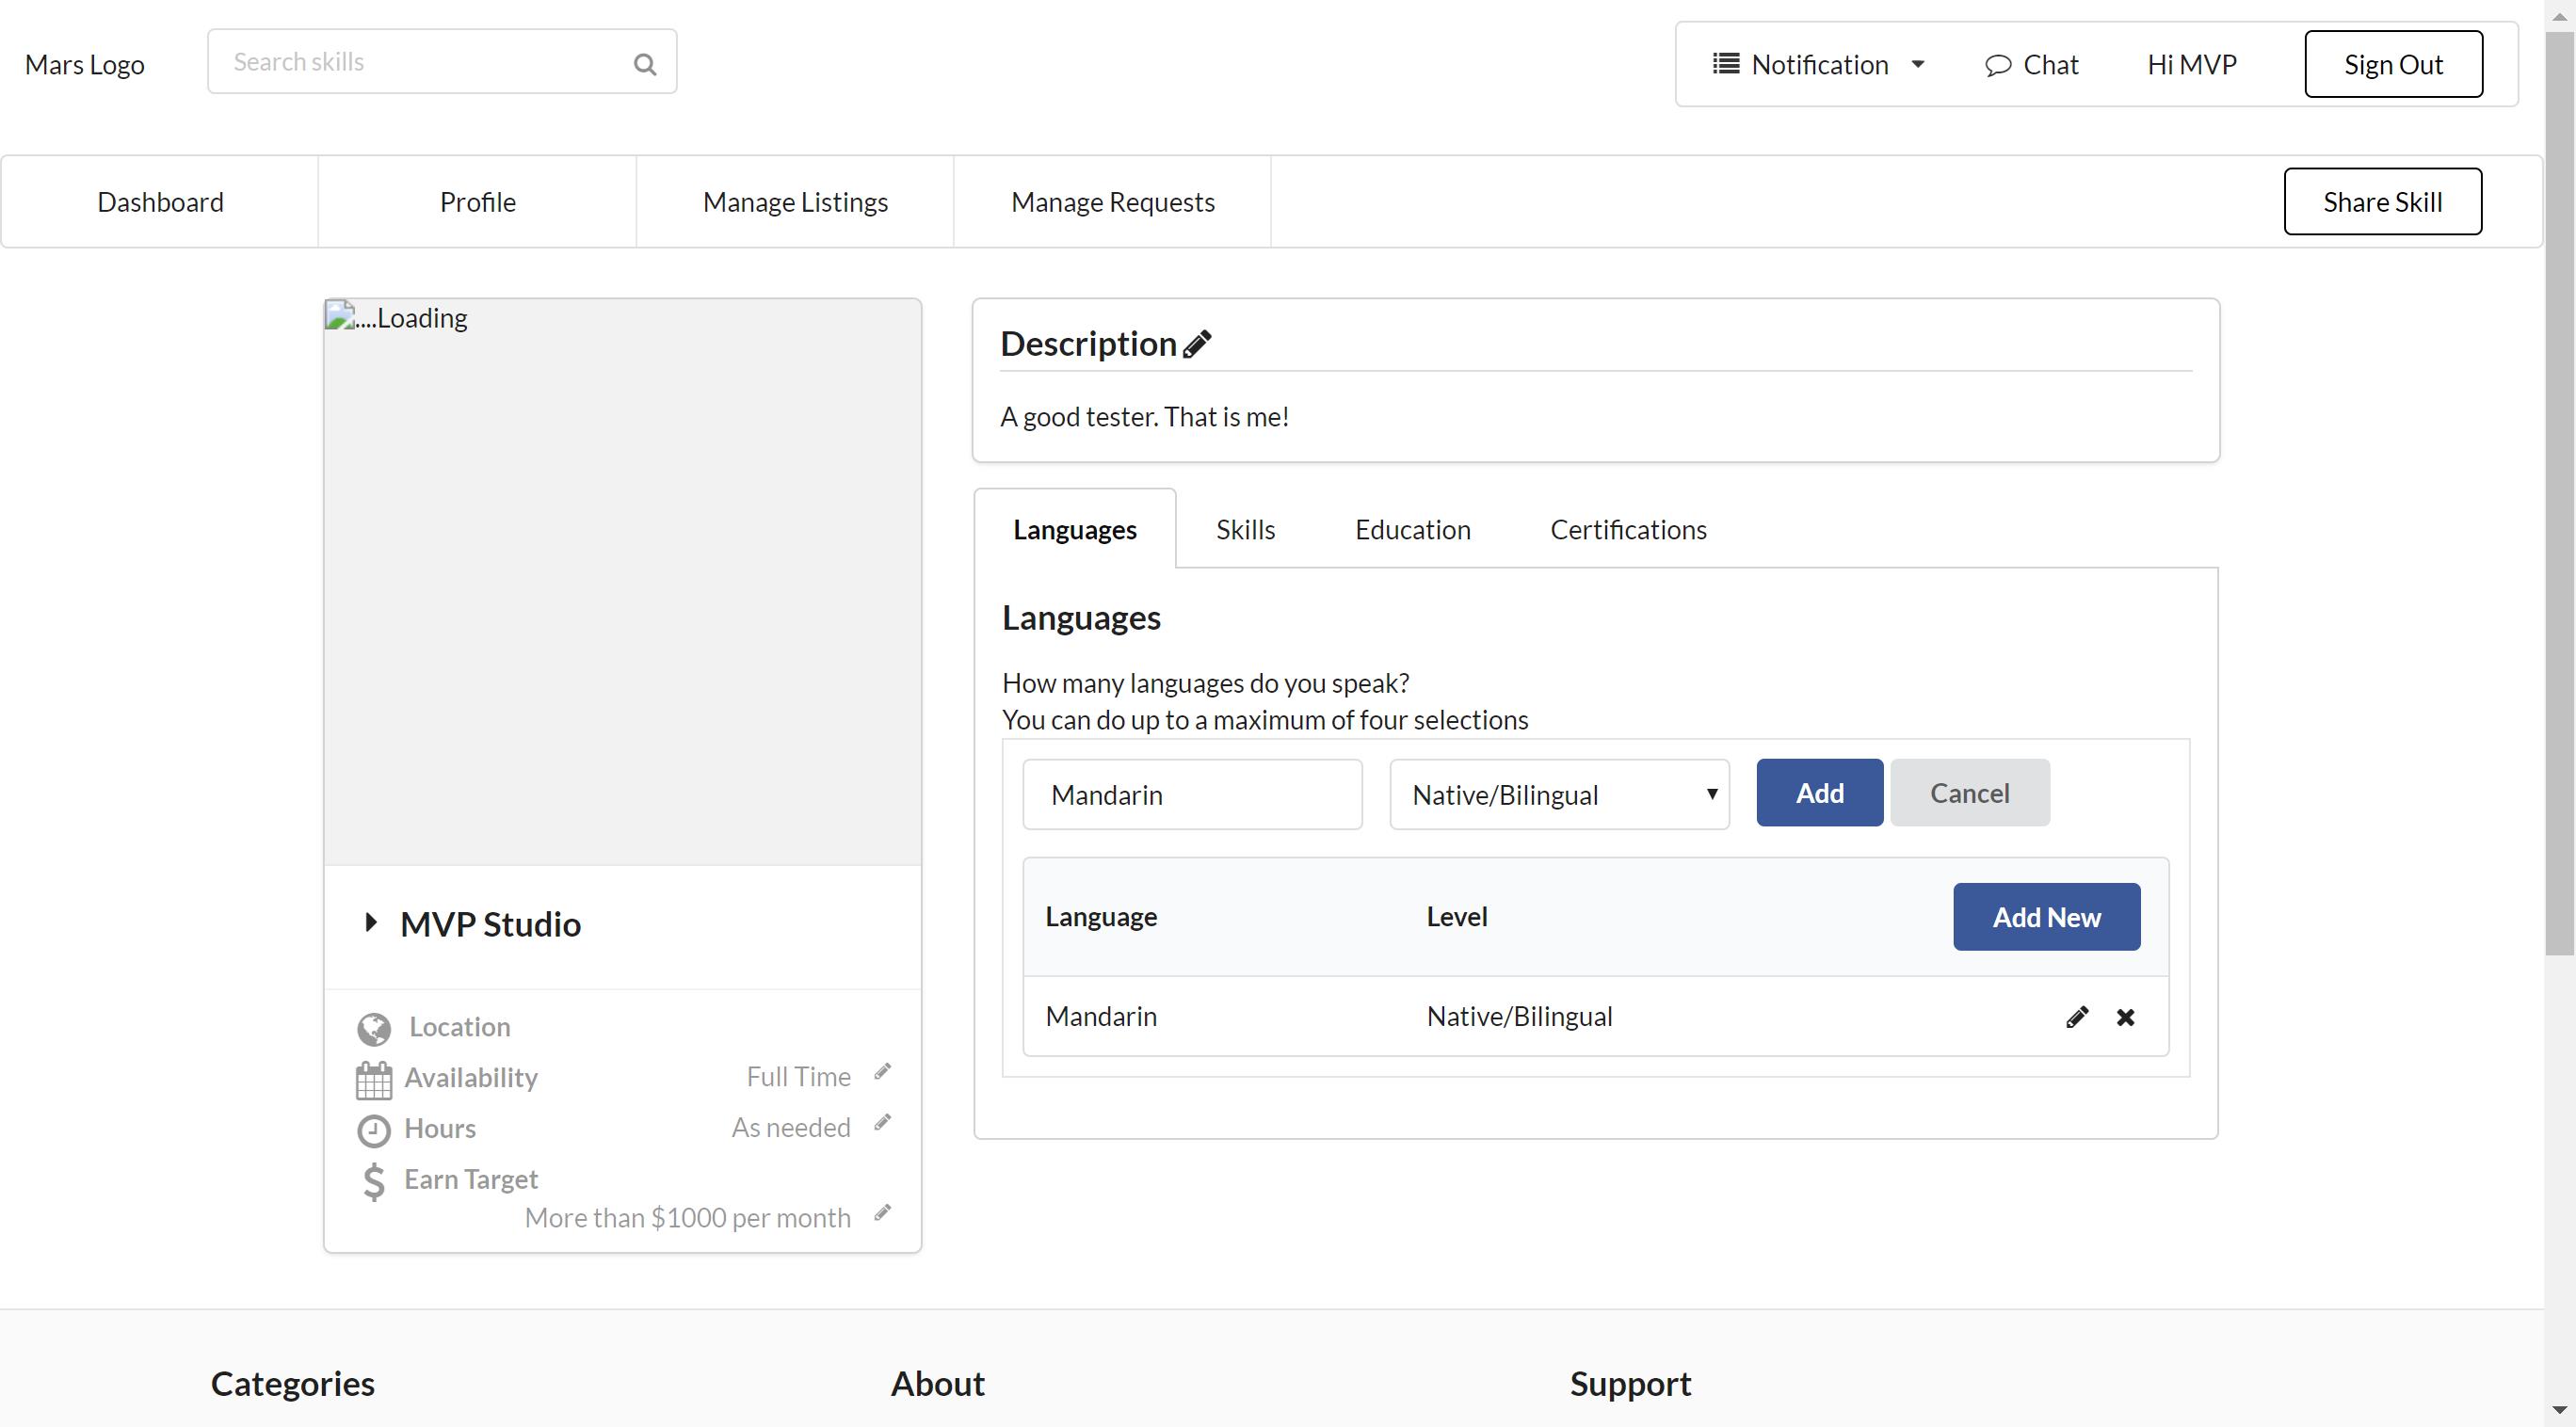 Mars Logo
Search skills
Notification
Chat
Hi MVP
Sign Out
Dashboard
Profile
Manage Listings
Manage Requests
Share Skill
....Loading
MVP Studio
Location
Availability
Full Time
Hours
As needed
Earn Target
More than $1000 per month
Description
A good tester. That is me!
Languages
Skills
Education
Certifications
Languages
How many languages do you speak?
You can do up to a maximum of four selections
Mandarin
Native/Bilingual
Add
Cancel
Language
Level
Add New
Mandarin
Native/Bilingual
Categories
About
Support